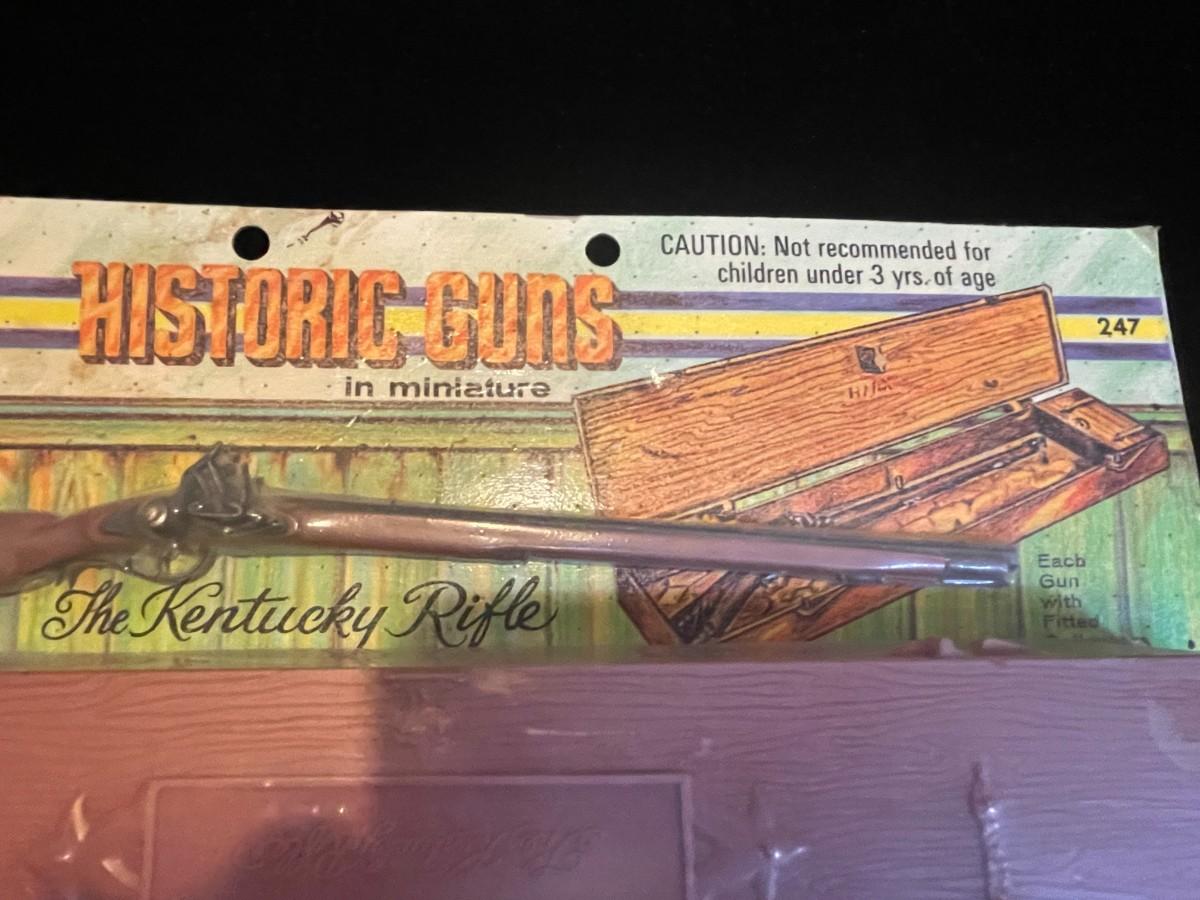 HISTORIC GUNS
in miniature
CAUTION: Not recommended for
children under 3 yrs. of age
247
The Kentucky Rifle
Each
Gun
with
Fitted